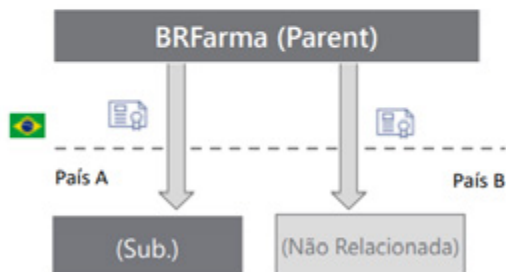 BRFarma (Parent)
País A
País B
(Sub.)
(Não Relacionada)